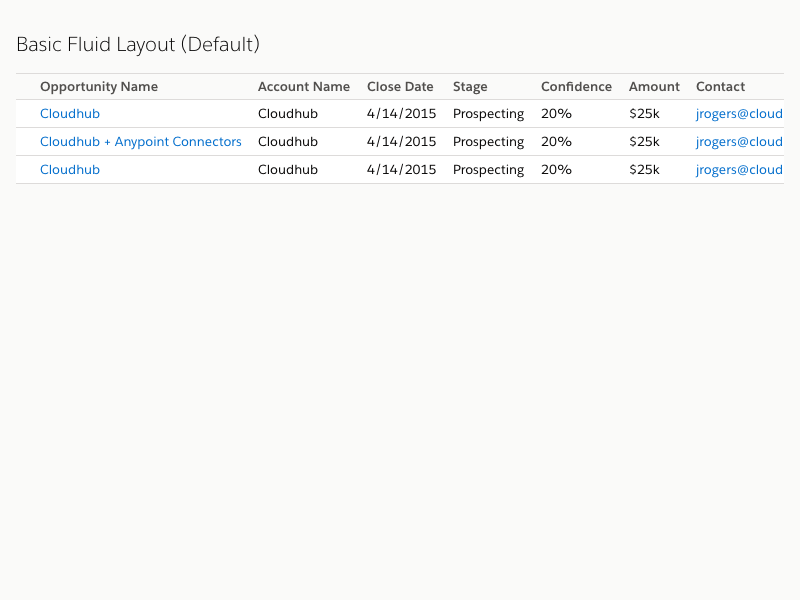 Basic Fluid Layout (Default)
Opportunity Name Account Name Close Date Stage Confidence Amount Contact
Cloudhub Cloudhub 4/14/2015 Prospecting 20% $25k jrogers@cloud
Cloudhub + Anypoint Connectors Cloudhub 4/14/2015 Prospecting 20% $25k jrogers@cloud
Cloudhub Cloudhub 4/14/2015 Prospecting 20% $25k jrogers@cloud